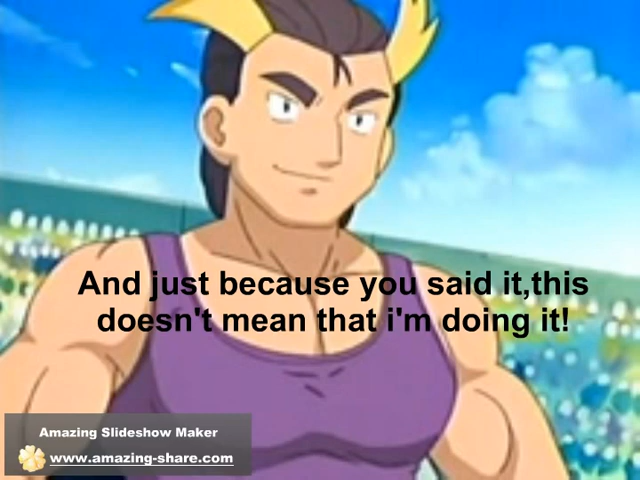 And just because you said it,this
doesn't mean that i'm doing it!
Amazing Slideshow Maker
www.amazing-share.com